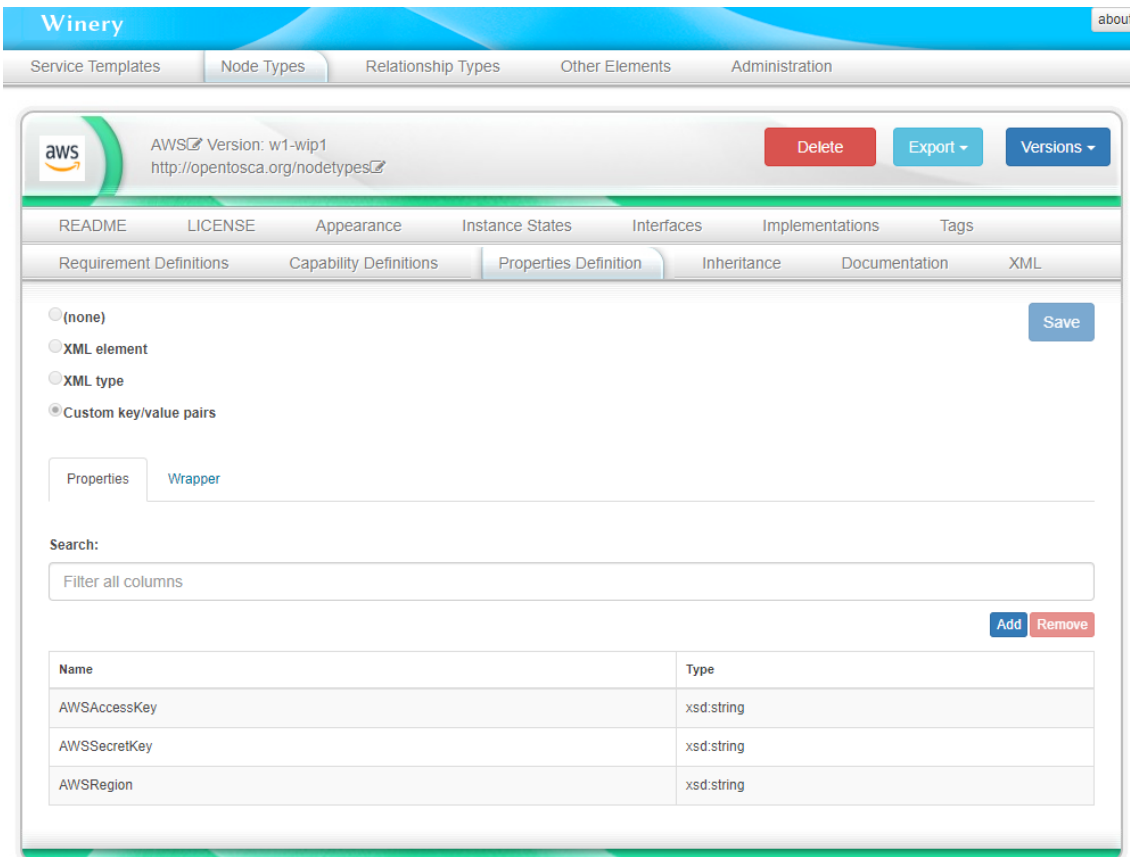 Winery
about
Service Templates Node Types Relationship Types Other Elements Administration
aws
AWS Version: w1-wip1
http://opentosca.org/nodetypes
Delete Export Versions
README LICENSE Appearance Instance States Interfaces Implementations Tags
Requirement Definitions Capability Definitions Properties Definition Inheritance Documentation XML
(none)
Save
XML element
XML type
Custom key/value pairs
Properties Wrapper
Search:
Filter all columns
Add Remove
Name Type
AWSAccessKey xsd:string
AWSSecretKey xsd:string
AWSRegion xsd:string